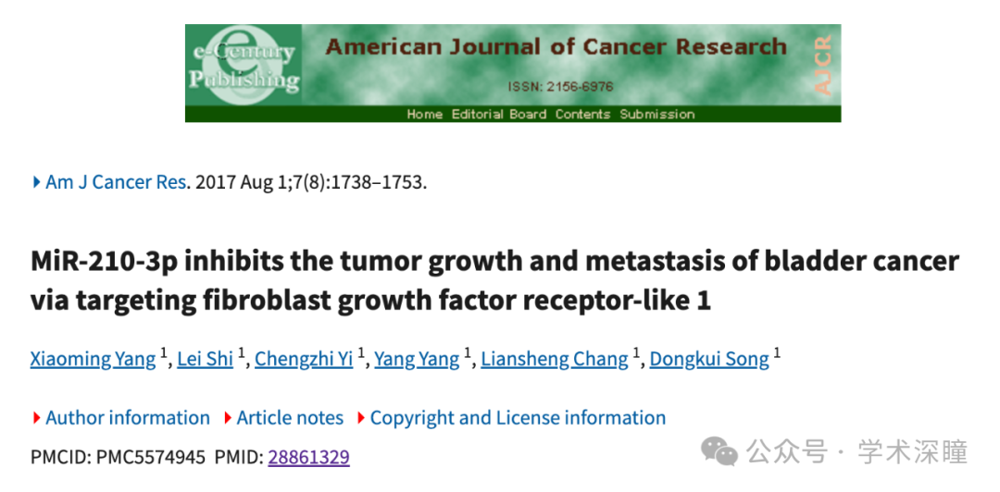 e-Century
Publishing
American Journal of Cancer Research
ISSN: 2156-6976
AJCR
Home Editorial Board Contents Submission
Am J Cancer Res. 2017 Aug 1;7(8):1738–1753.
MiR-210-3p inhibits the tumor growth and metastasis of bladder cancer
via targeting fibroblast growth factor receptor-like 1
Xiaoming Yang 1, Lei Shi 1, Chengzhi Yi 1, Yang Yang 1, Liansheng Chang 1, Dongkui Song 1
Author information Article notes Copyright and License information
PMCID: PMC5574945 PMID: 28861329
公众号 · 学术深瞳